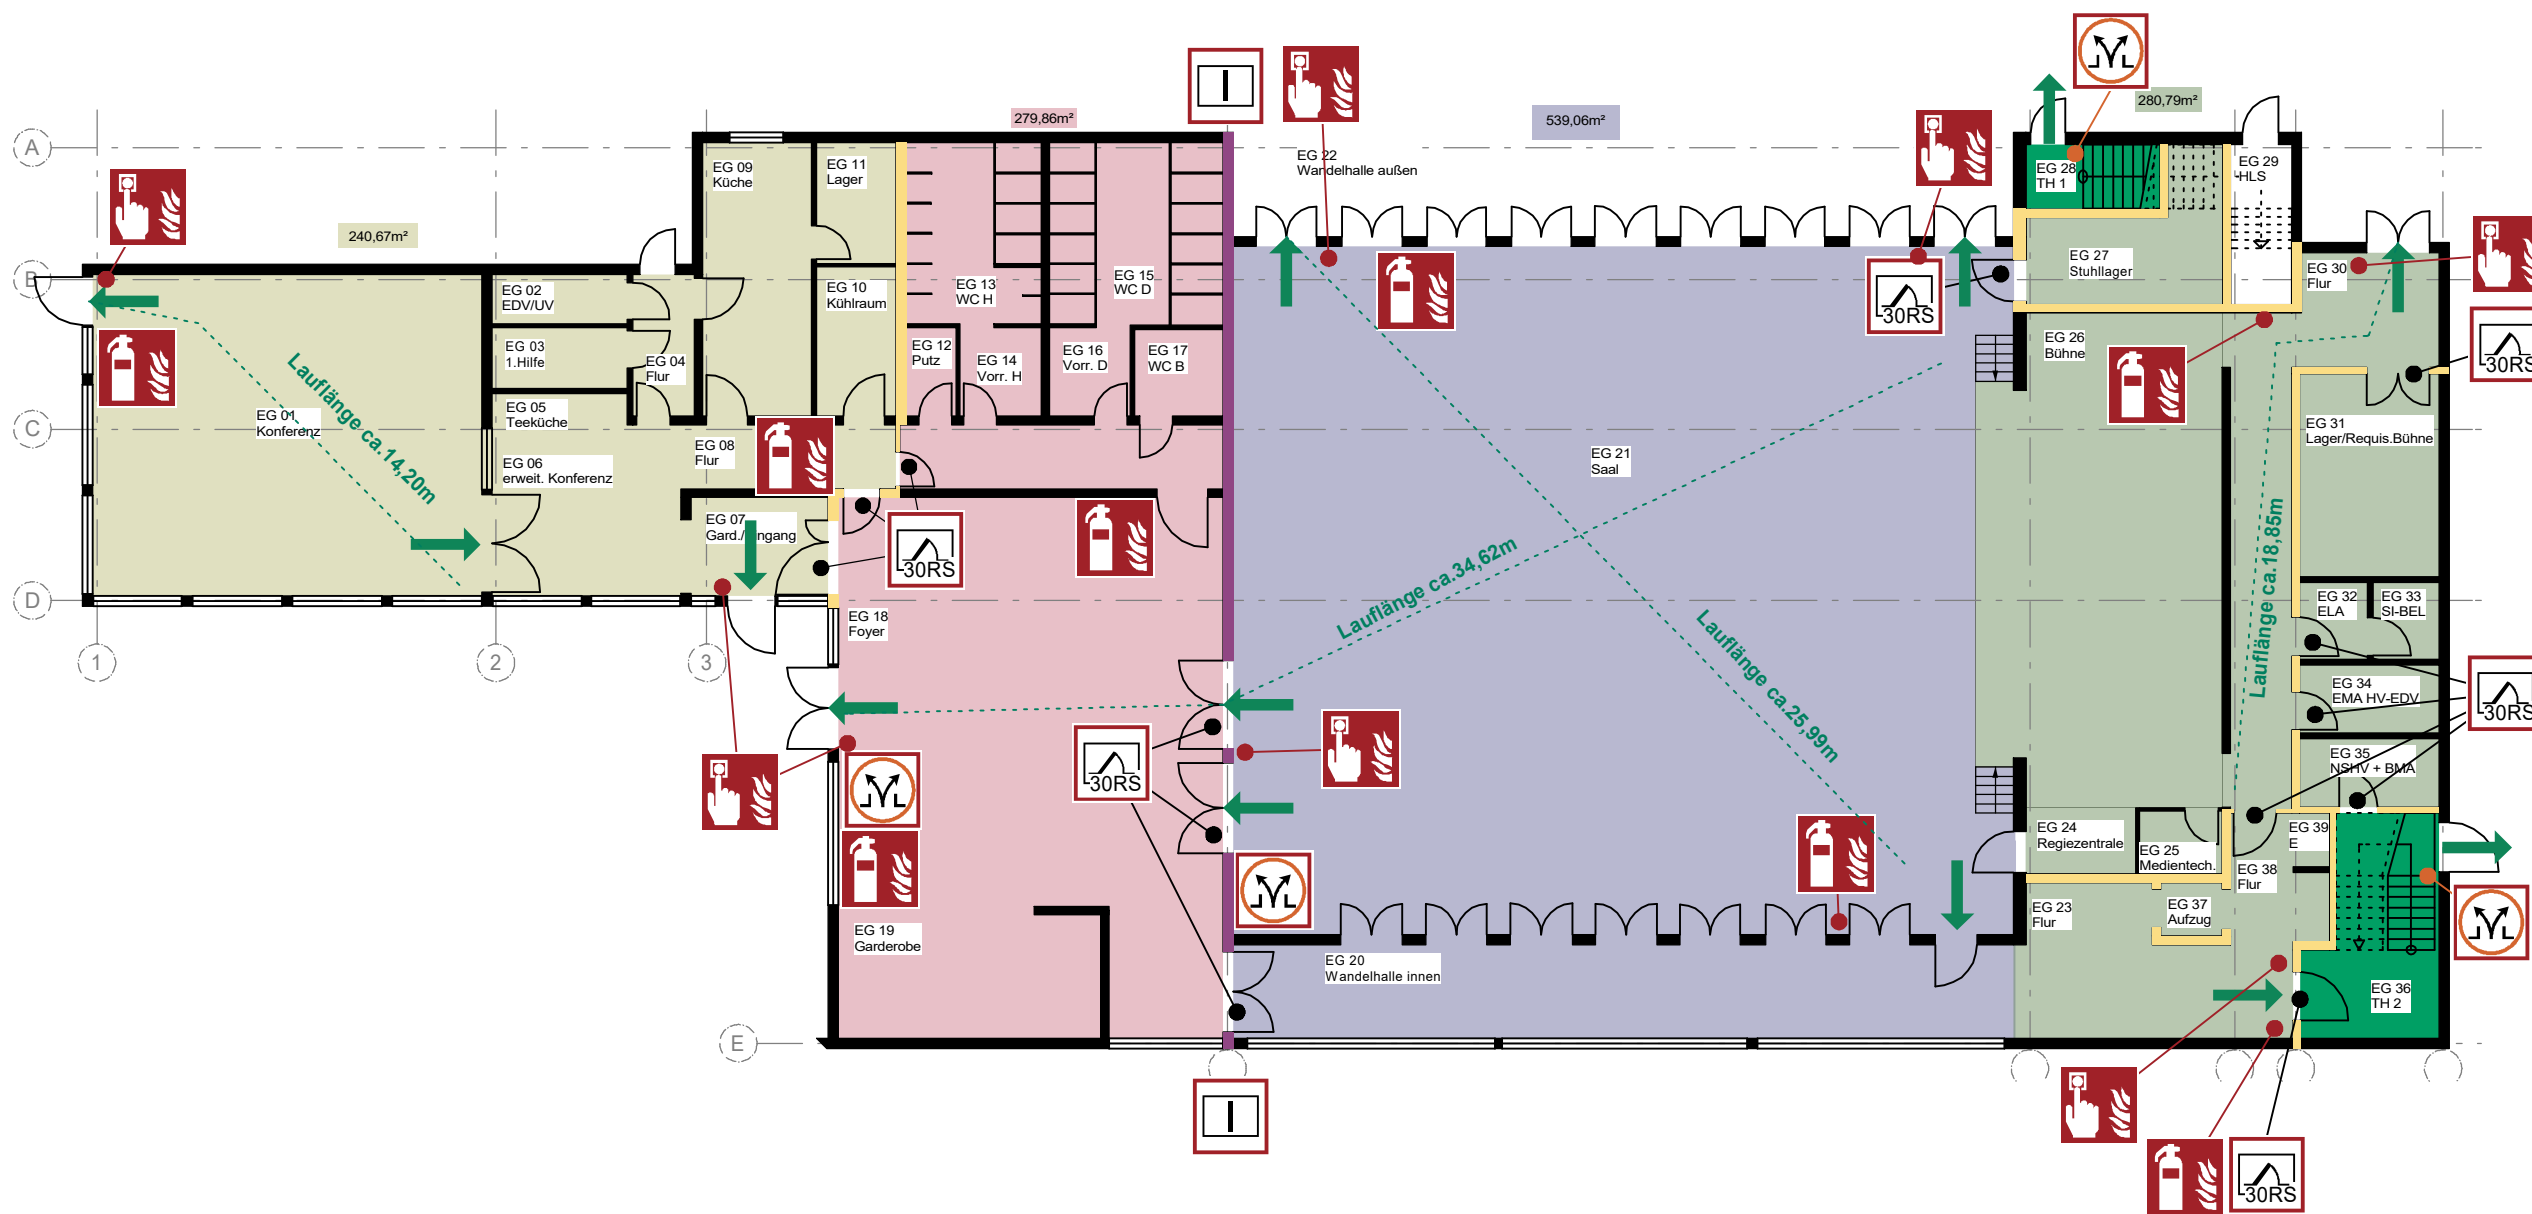 279,86m²
539,06m²
280,79m²
240,67m²
A
B
C
D
E
1
2
3
EG 01
Konferenz
EG 02
EDV/UV
EG 03
1.Hilfe
EG 04
Flur
EG 05
Teeküche
EG 06
erweit. Konferenz
EG 07
Gard./
ngang
EG 08
Flur
EG 09
Küche
EG 10
Kühlraum
EG 11
Lager
EG 12
Putz
EG 13
WC H
EG 14
Vorr. H
EG 15
WC D
EG 16
Vorr. D
EG 17
WC B
EG 18
Foyer
EG 19
Garderobe
EG 20
Wandelhalle innen
EG 21
Saal
EG 22
Wandelhalle außen
EG 23
Flur
EG 24
Regiezentrale
EG 25
Medientech.
EG 26
Bühne
EG 27
Stuhllager
EG 28
TH 1
EG 29
HLS
EG 30
Flur
EG 31
Lager/Requis.Bühne
EG 32
ELA
EG 33
SI-BEL
EG 34
EMA HV-EDV
EG 35
NSHV + BMA
EG 36
TH 2
EG 37
Aufzug
EG 38
Flur
EG 39
E
Lauflänge ca.14,20m
Lauflänge ca.34,62m
Lauflänge ca.25,99m
Lauflänge ca.18,85m
30RS
30RS
30RS
30RS
30RS
30RS